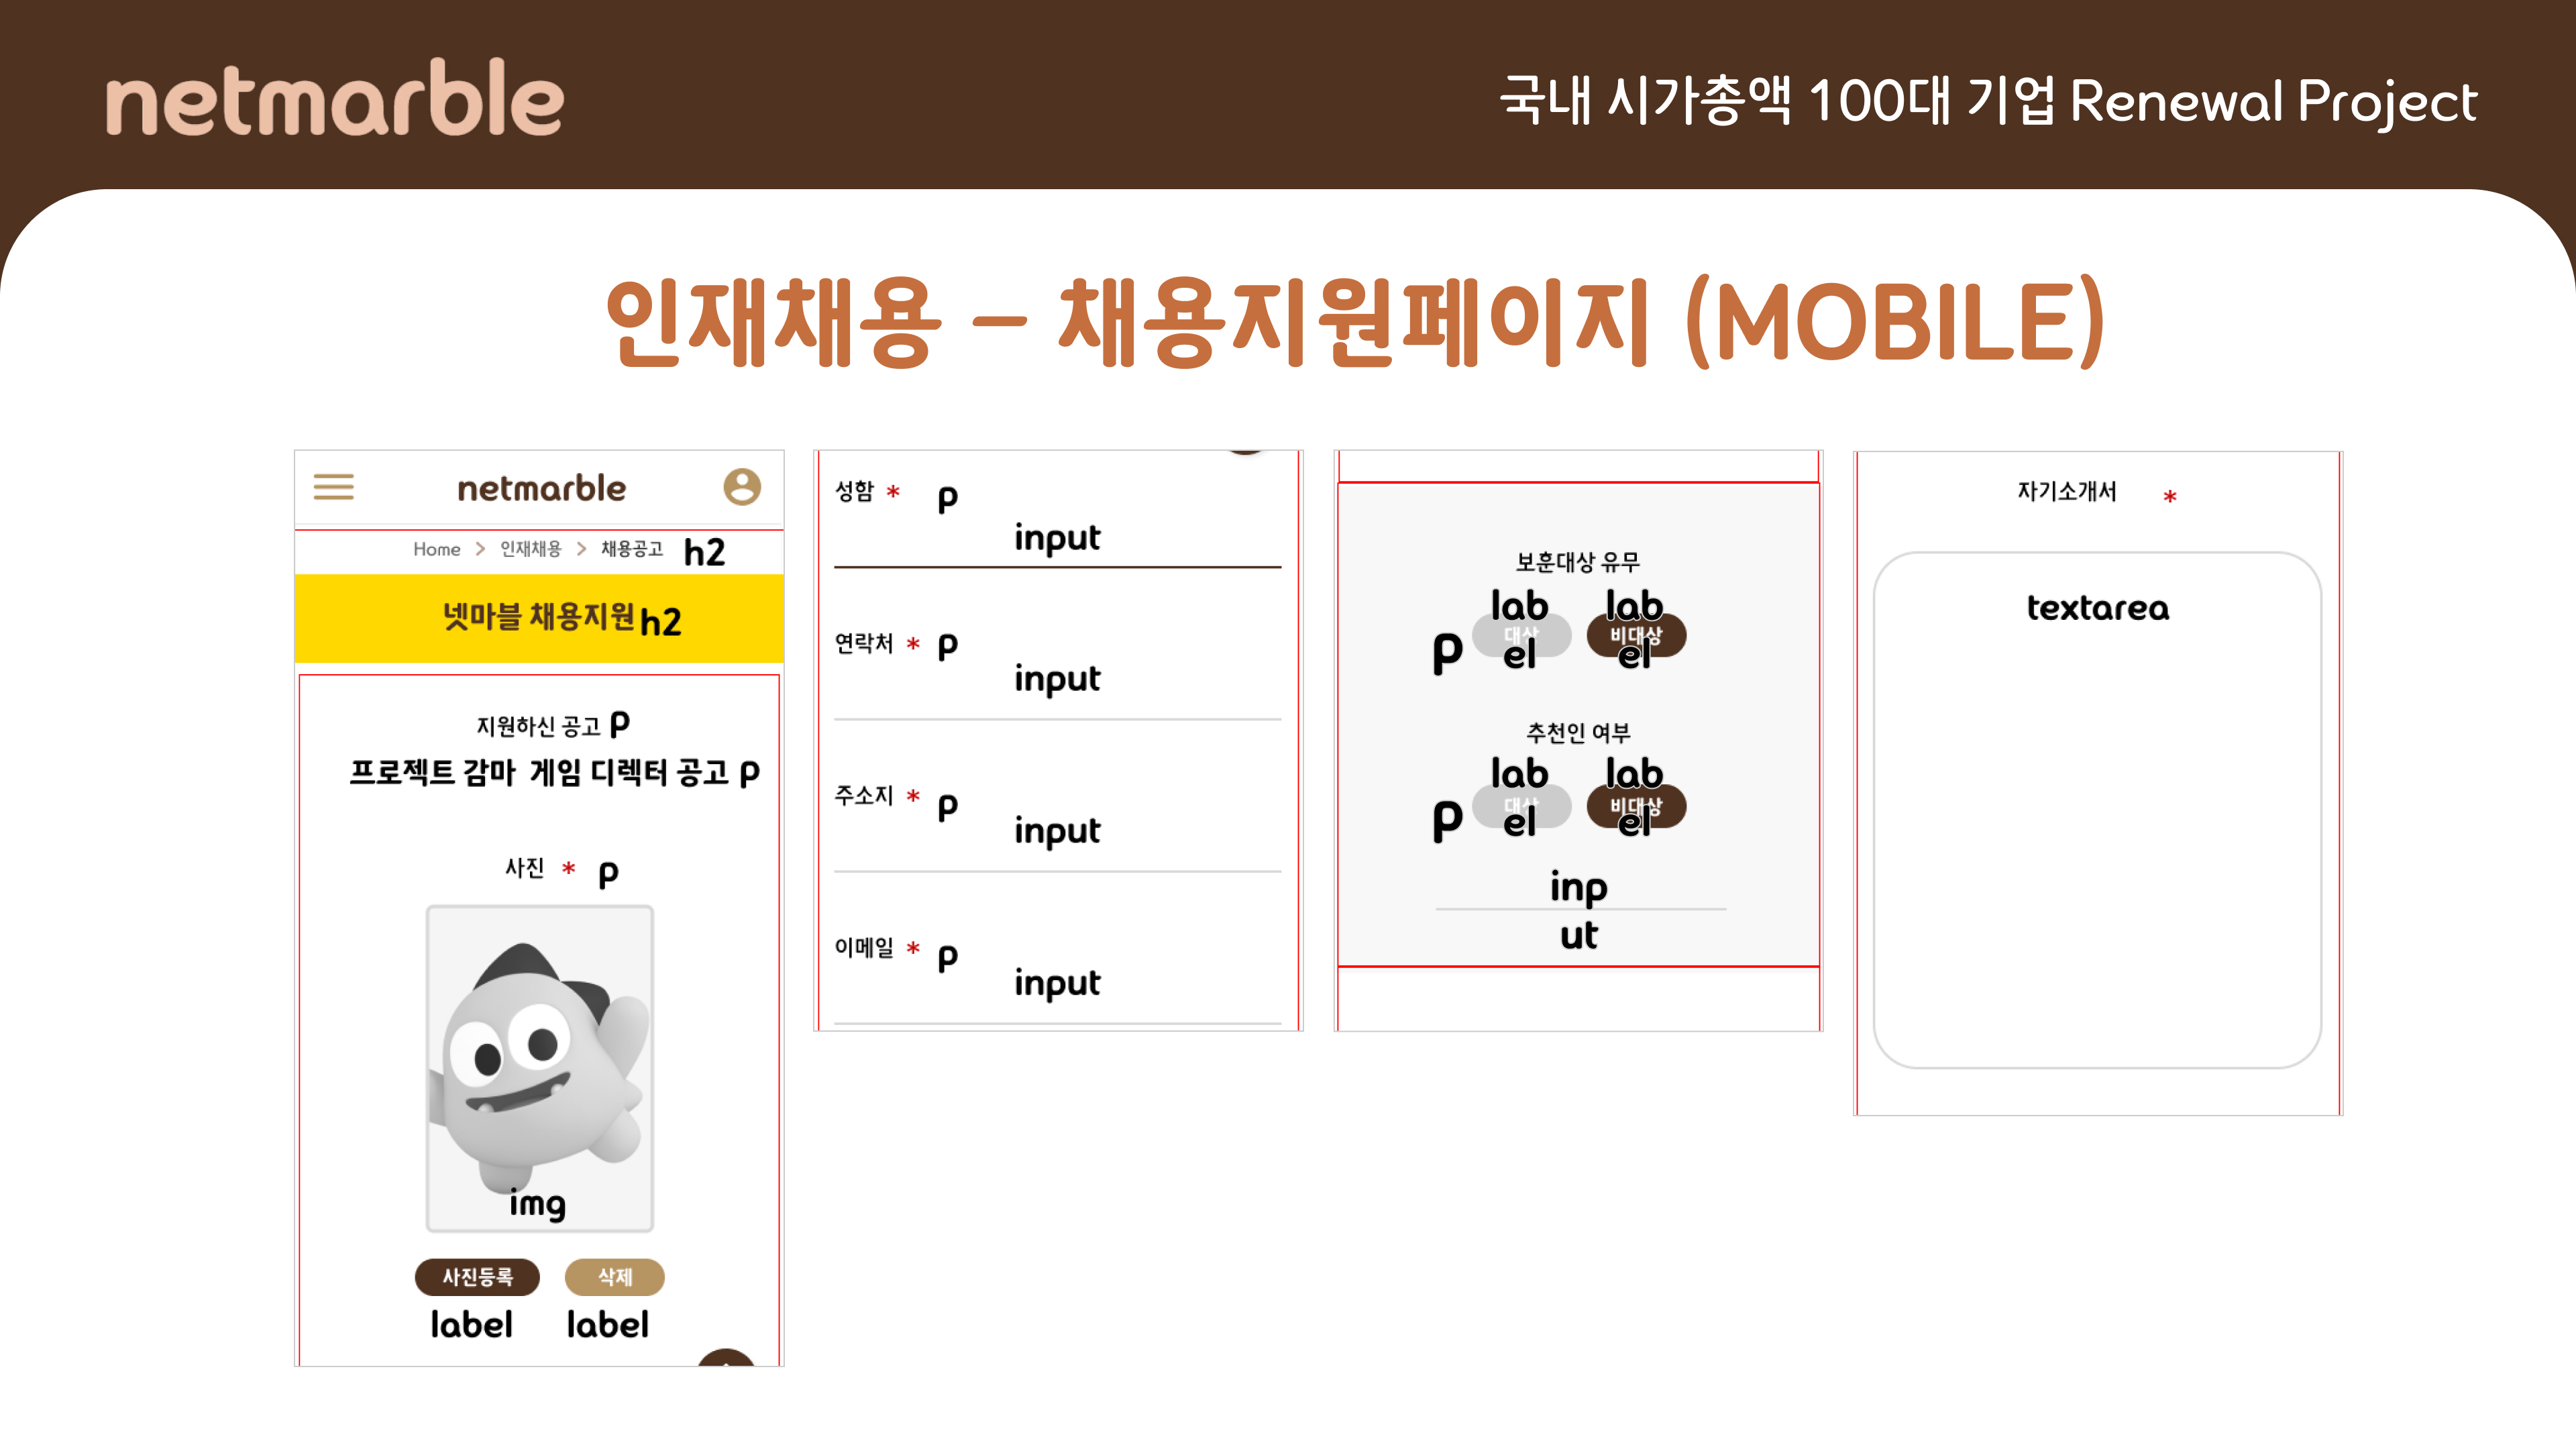 netmarble
국내 시가총액 100대 기업 Renewal Project
인재채용 – 채용지원페이지 (MOBILE)
netmarble
Home > 인재채용 > 채용공고 h2
넷마블 채용지원 h2
지원하신 공고 p
프로젝트 감마 게임 디렉터 공고 p
사진 * p
img
사진등록 삭제
label label
성함 * p
input
연락처 * p
input
주소지 * p
input
이메일 * p
input
보훈대상 유무
p 대상 label 비대상 label
추천인 여부
p 대상 label 비대상 label
input
자기소개서 *
textarea